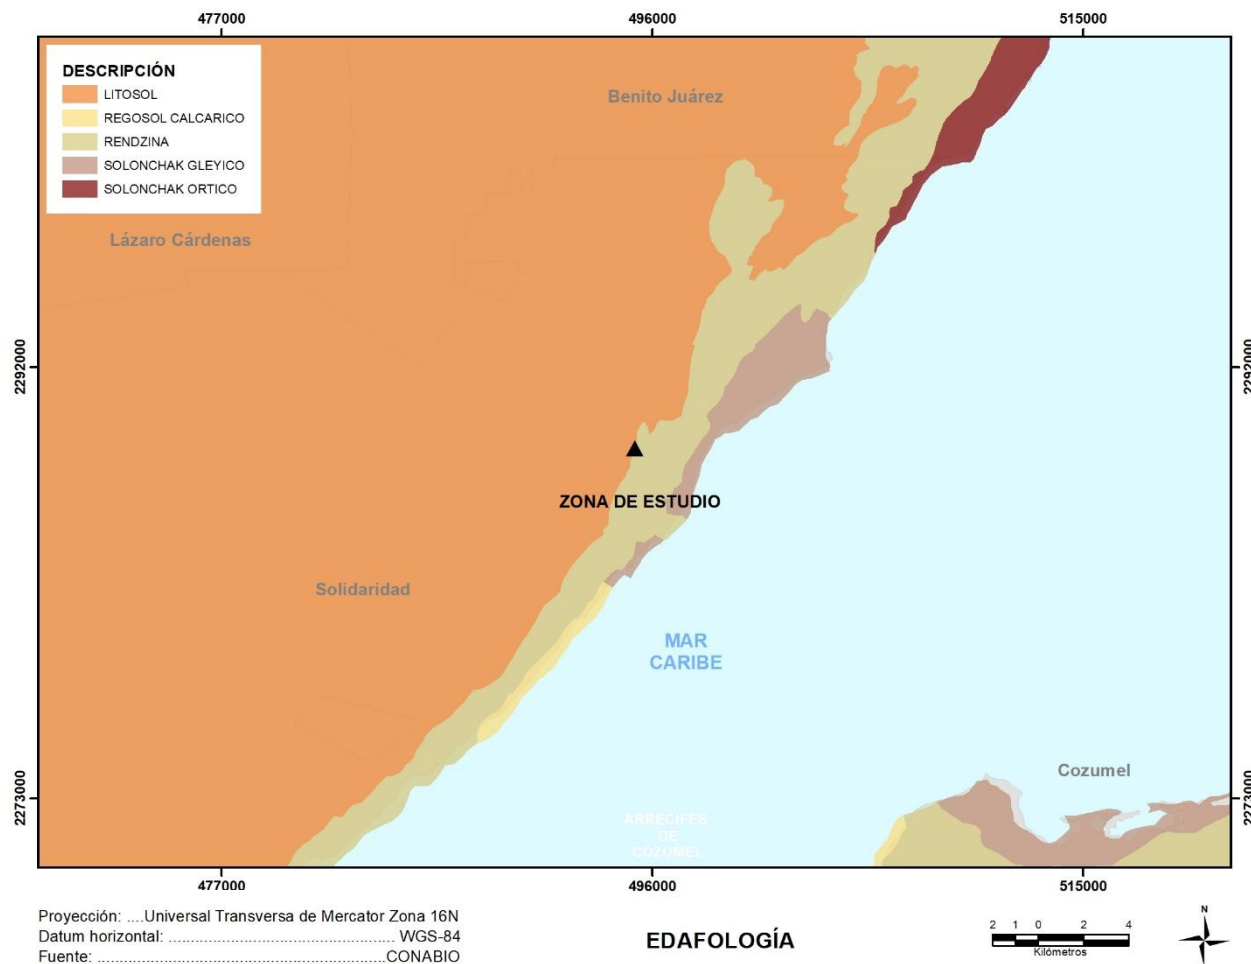 477000
496000
515000
DESCRIPCIÓN
LITOSOL
REGOSOL CALCARICO
RENDZINA
SOLONCHAK GLEYICO
SOLONCHAK ORTICO
Benito Juárez
Lázaro Cárdenas
2292000
2292000
ZONA DE ESTUDIO
Solidaridad
MAR
CARIBE
Cozumel
2273000
2273000
ARRECIFES
DE
COZUMEL
477000
496000
515000
Proyección: ....Universal Transversa de Mercator Zona 16N
Datum horizontal: ................................................ WGS-84
Fuente: .............................................................CONABIO
EDAFOLOGÍA
2 1 0 2 4
Kilómetros
N